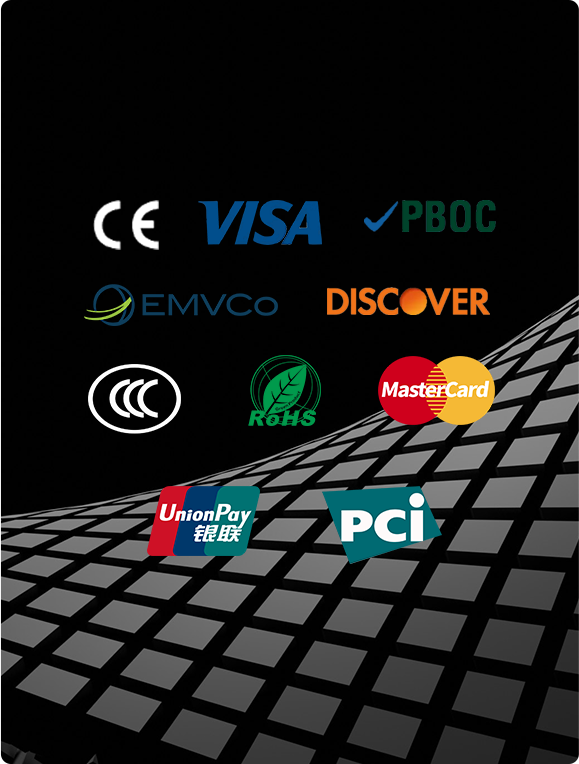 CE
VISA
PBOC
EMVCo
DISCOVER
CCC
RoHS
MasterCard
UnionPay
银联
PCi